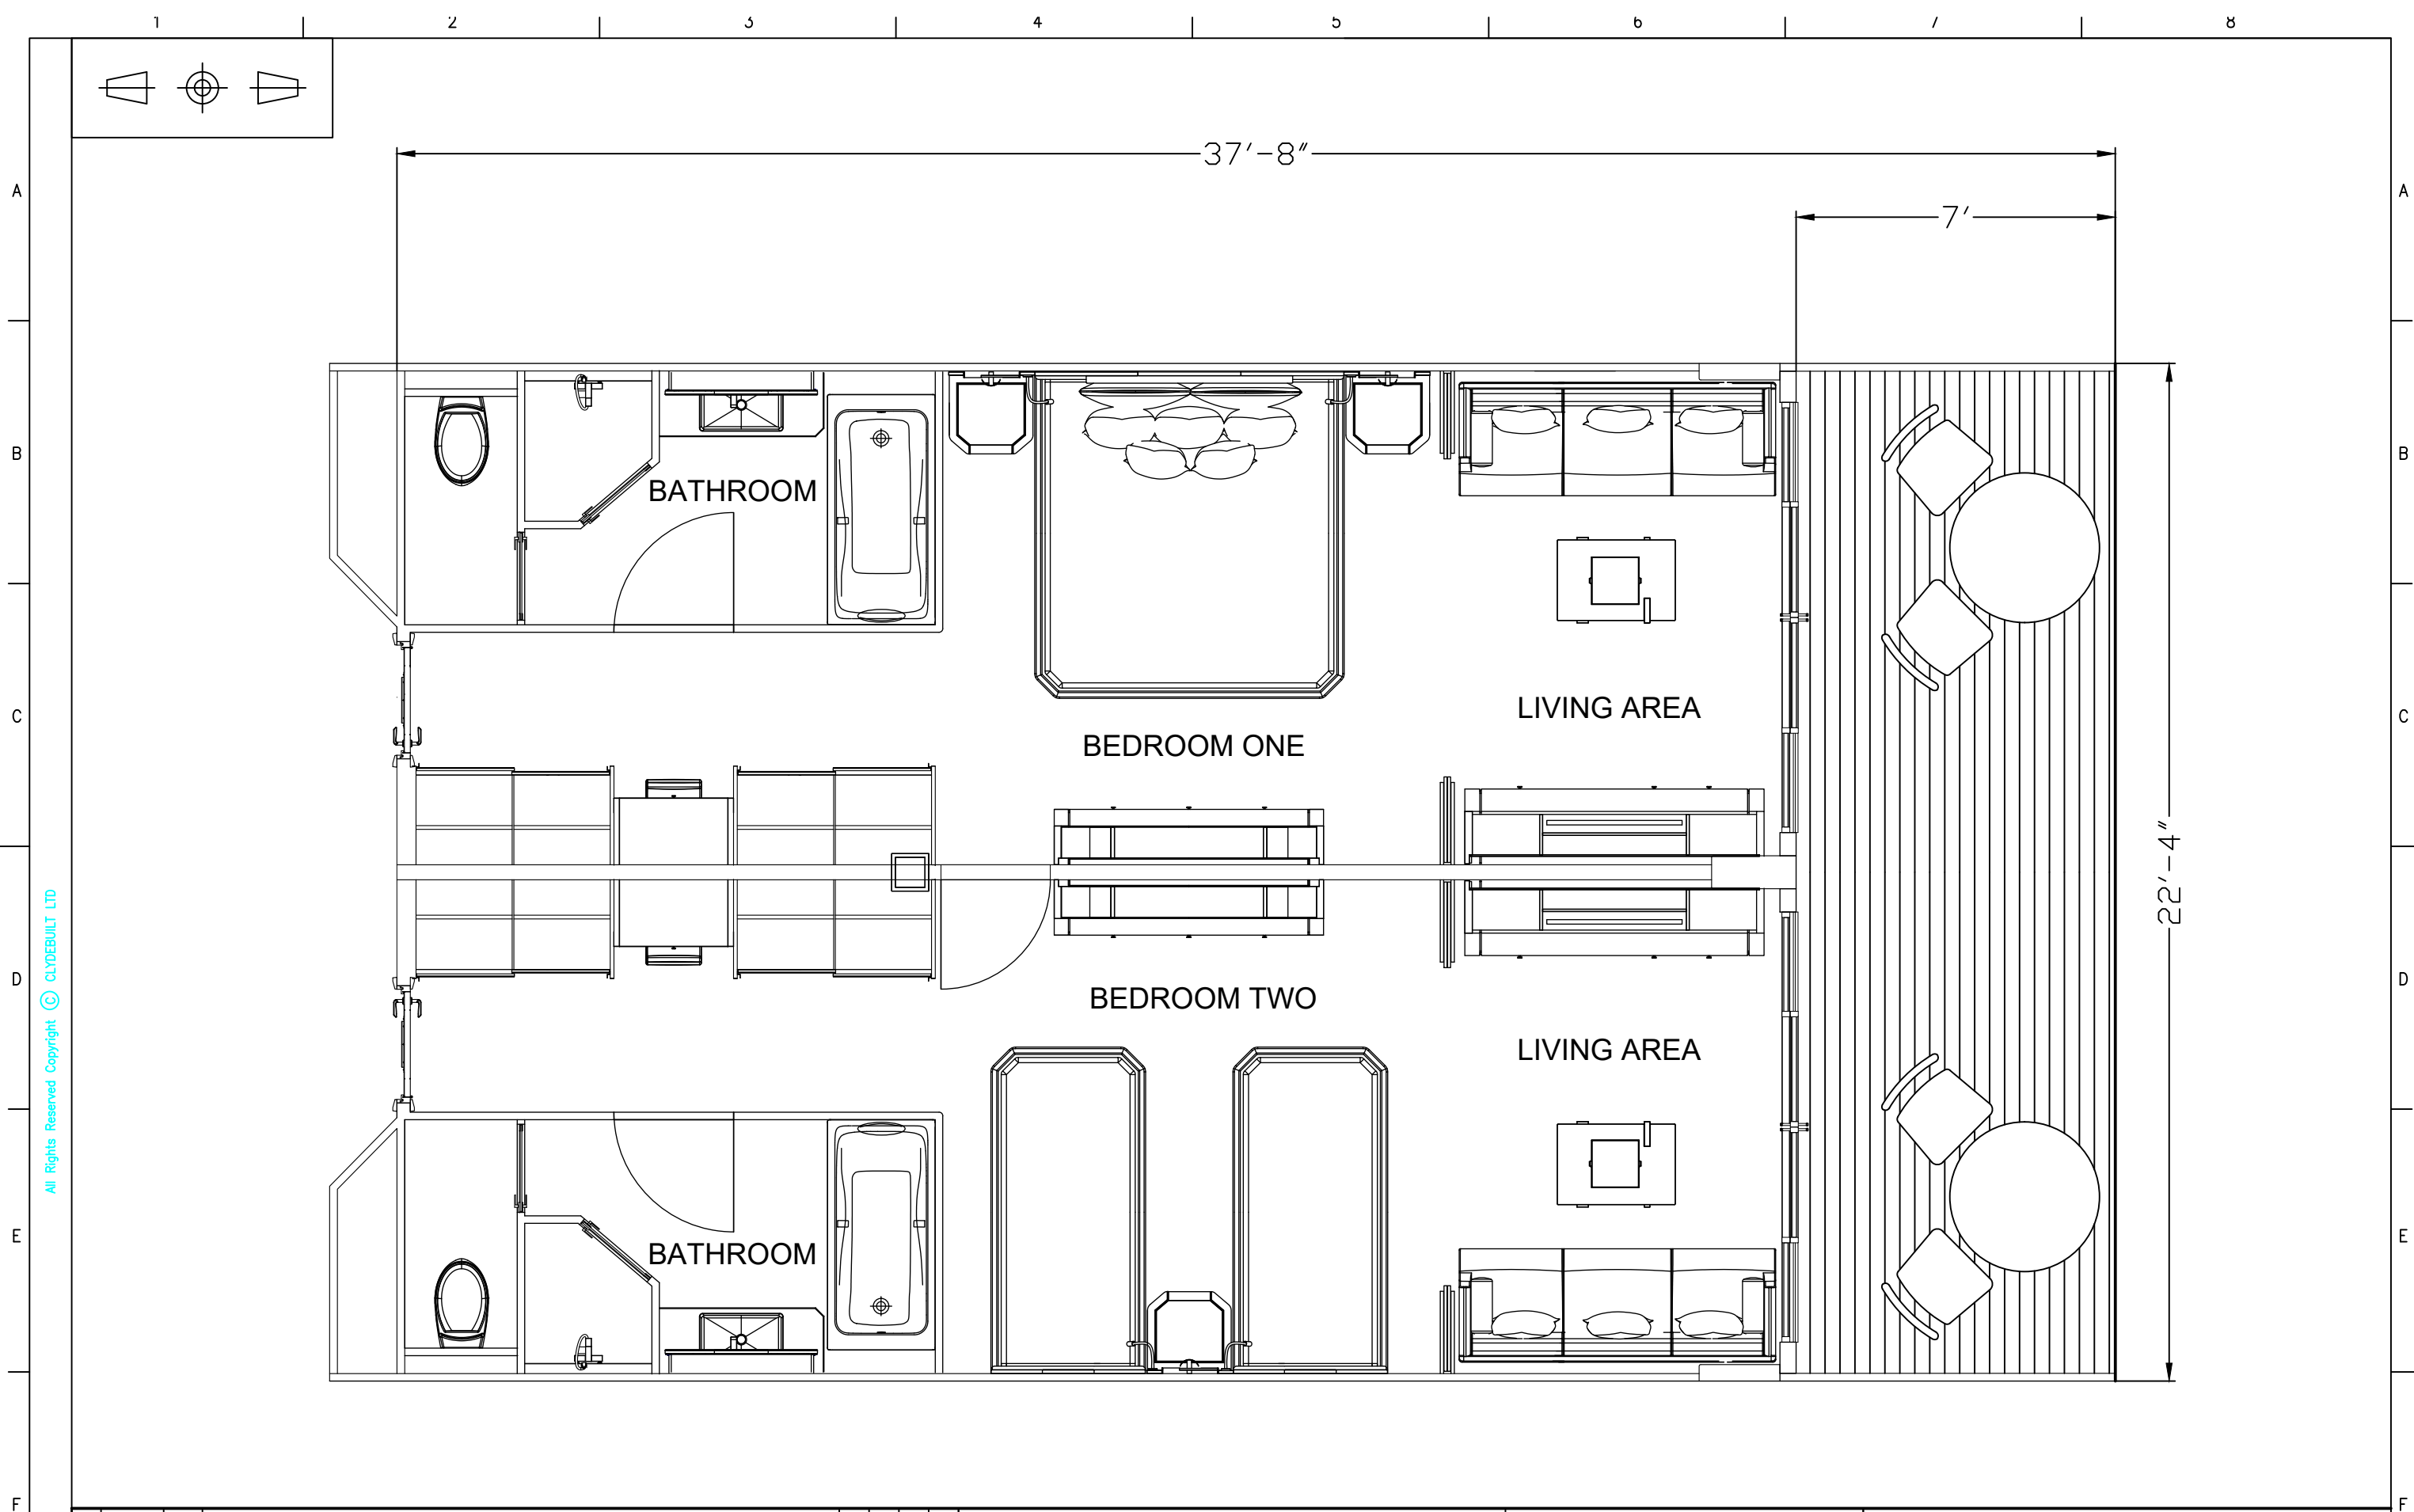 1 2 3 4 5 6 7 8
37'-8"
A A
7'
B B
BATHROOM
C C
LIVING AREA
BEDROOM ONE
22'-4"
D D
BEDROOM TWO
LIVING AREA
All Rights Reserved Copyright © CLYDEBUILT LTD
E E
BATHROOM
F F